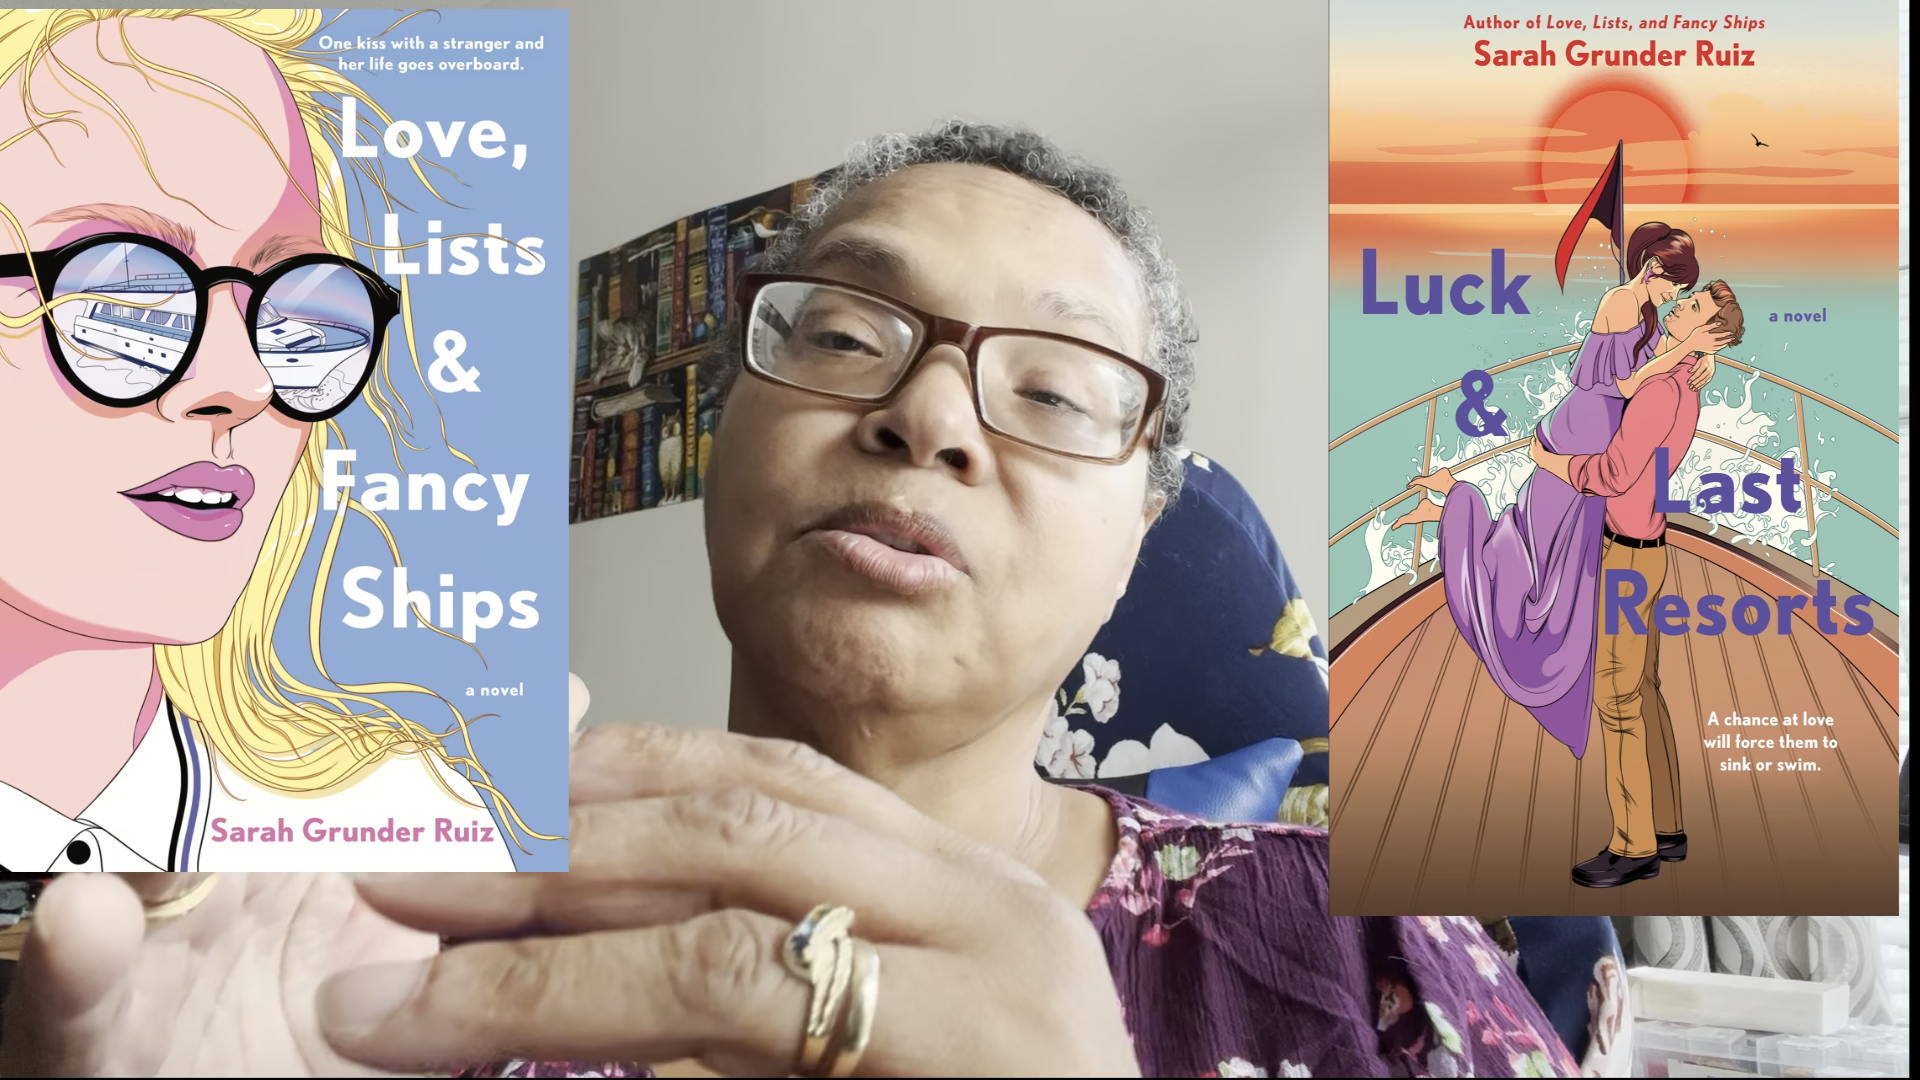 One kiss with a stranger and
her life goes overboard.
Love,
Lists
&
Fancy
Ships
a novel
Sarah Grunder Ruiz
Author of Love, Lists, and Fancy Ships
Sarah Grunder Ruiz
Luck
a novel
&
Last
Resorts
A chance at love
will force them to
sink or swim.